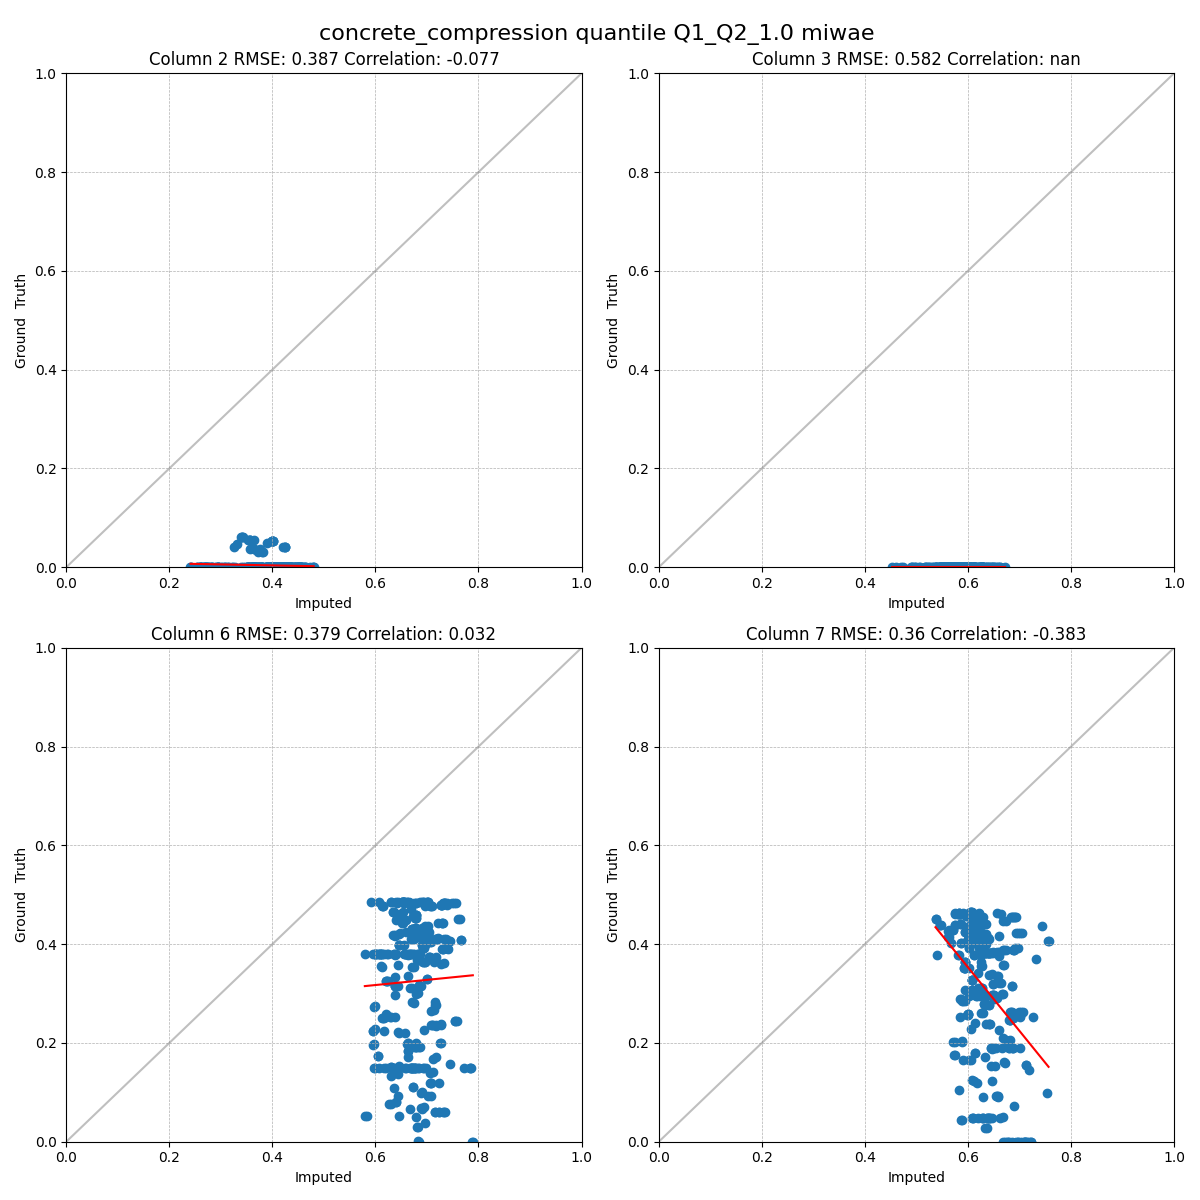 concrete_compression quantile Q1_Q2_1.0 miwae
Column 2 RMSE: 0.387 Correlation: -0.077
1.0
0.8
0.6
0.4
0.2
0.0
Ground Truth
0.0 0.2 0.4 0.6 0.8 1.0
Imputed
Column 3 RMSE: 0.582 Correlation: nan
1.0
0.8
0.6
0.4
0.2
0.0
Ground Truth
0.0 0.2 0.4 0.6 0.8 1.0
Imputed
Column 6 RMSE: 0.379 Correlation: 0.032
1.0
0.8
0.6
0.4
0.2
0.0
Ground Truth
0.0 0.2 0.4 0.6 0.8 1.0
Imputed
Column 7 RMSE: 0.36 Correlation: -0.383
1.0
0.8
0.6
0.4
0.2
0.0
Ground Truth
0.0 0.2 0.4 0.6 0.8 1.0
Imputed